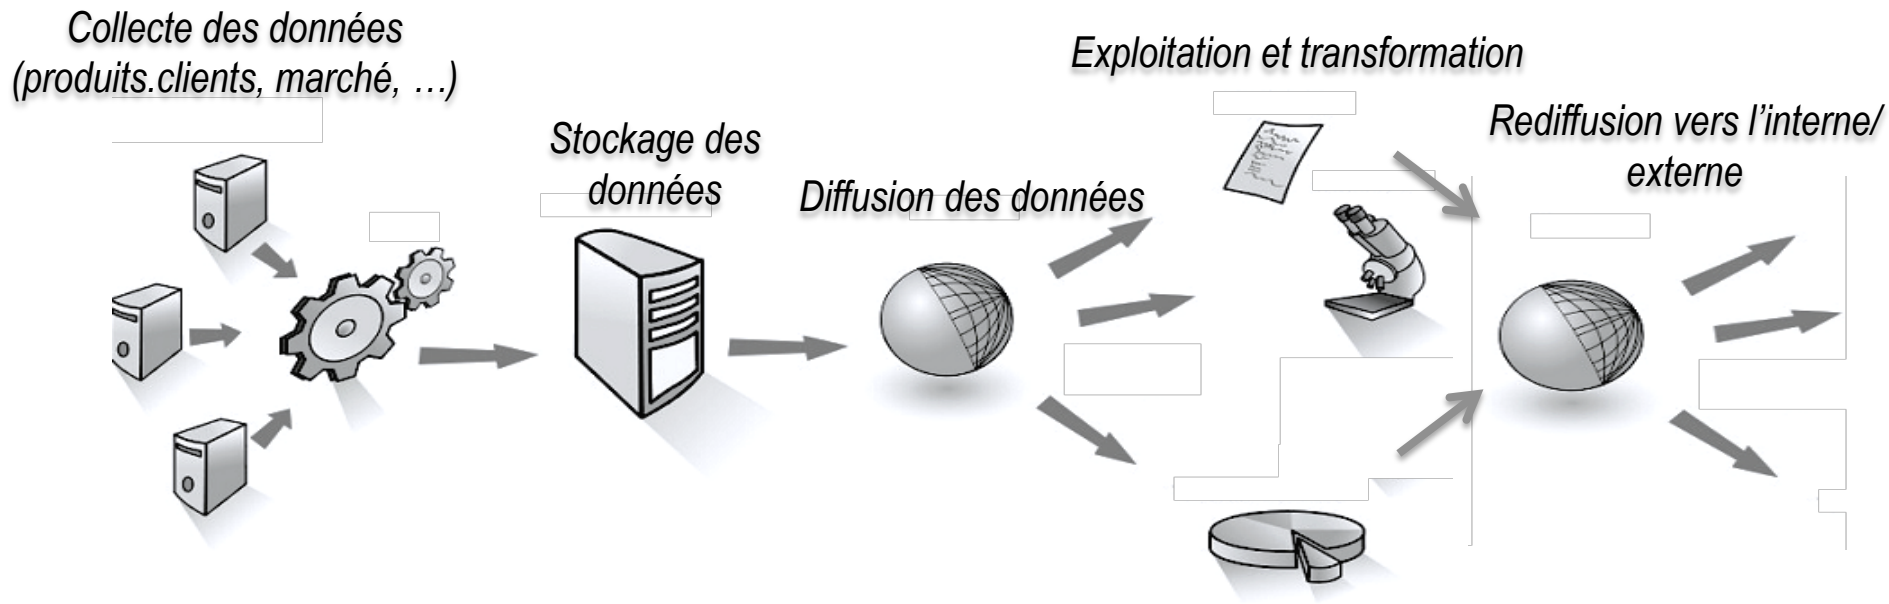 Collecte des données
(produits.clients, marché, …)
Stockage des
données
Diffusion des données
Exploitation et transformation
Rediffusion vers l’interne/
externe